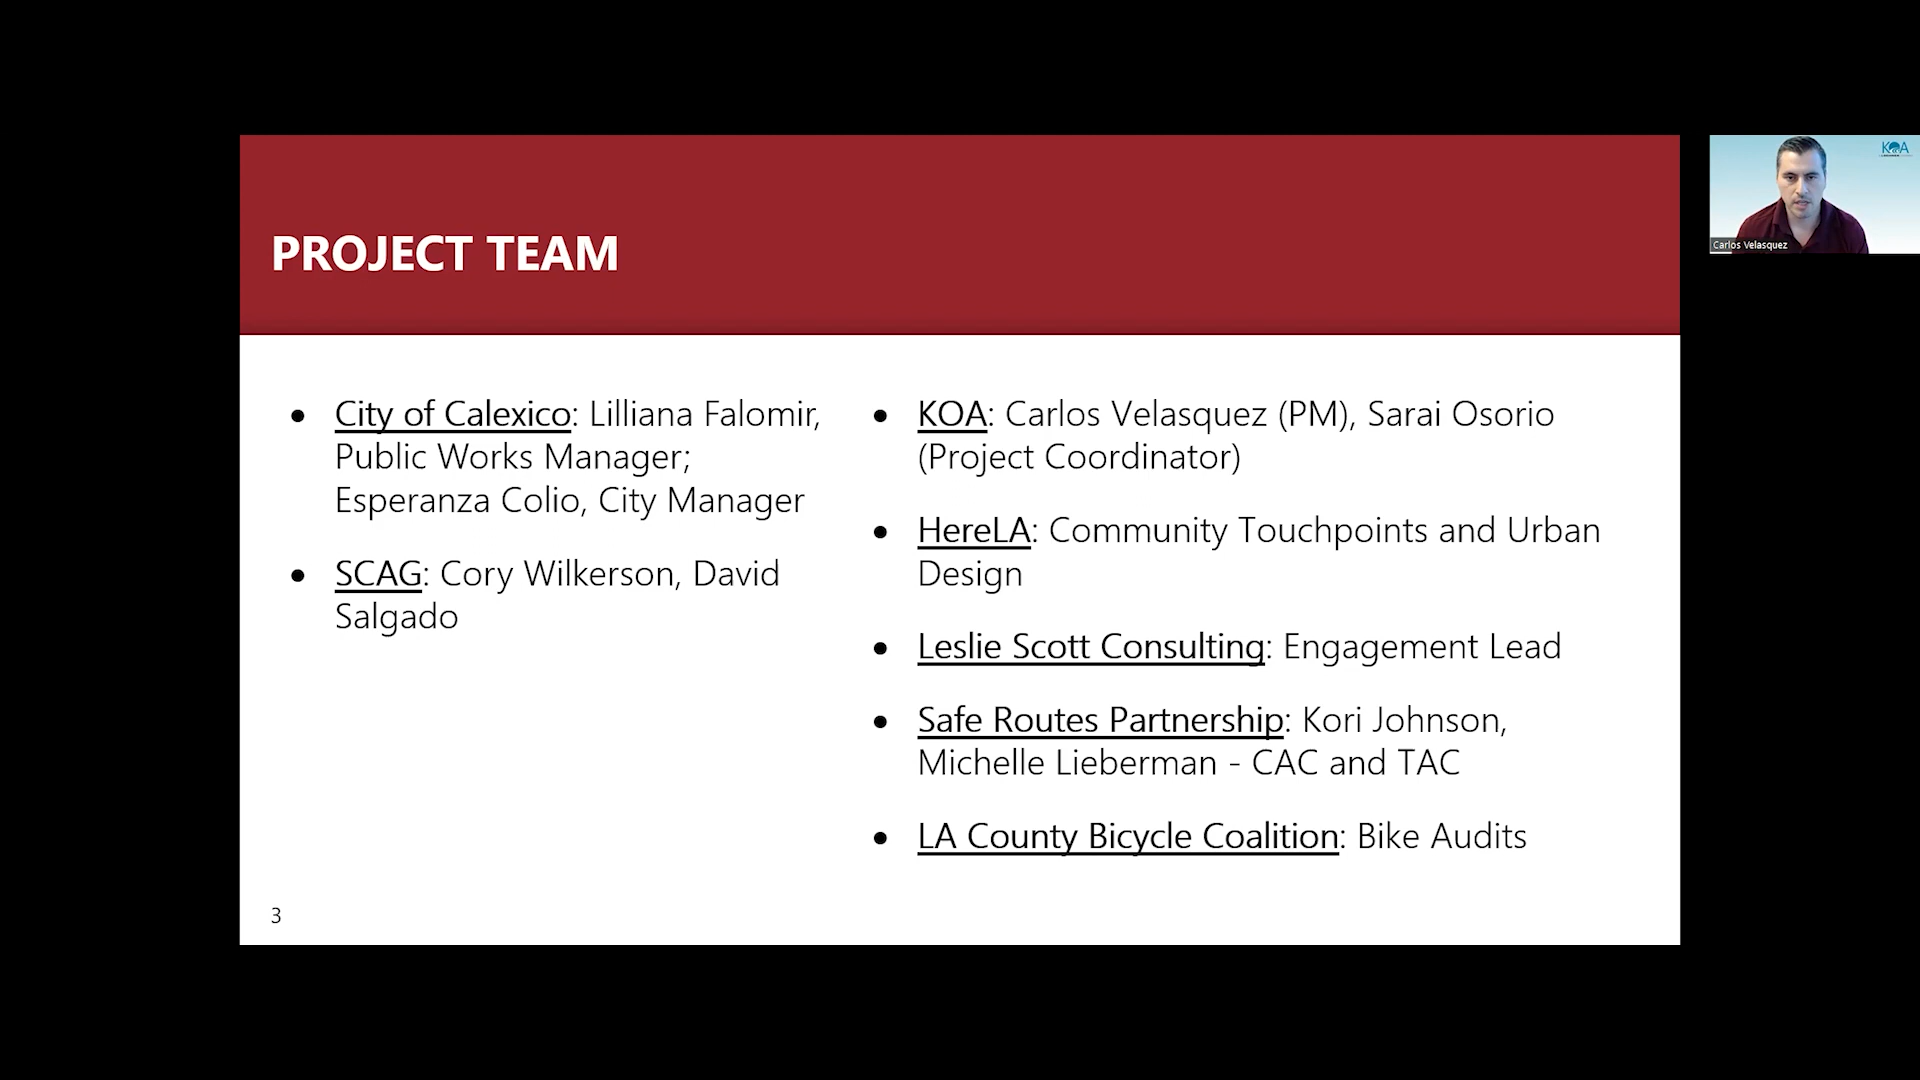 PROJECT TEAM
• City of Calexico: Lilliana Falomir,
Public Works Manager;
Esperanza Colio, City Manager
• SCAG: Cory Wilkerson, David
Salgado
• KOA: Carlos Velasquez (PM), Sarai Osorio
(Project Coordinator)
• HereLA: Community Touchpoints and Urban
Design
• Leslie Scott Consulting: Engagement Lead
• Safe Routes Partnership: Kori Johnson,
Michelle Lieberman - CAC and TAC
• LA County Bicycle Coalition: Bike Audits
3
KOA
Carlos Velasquez